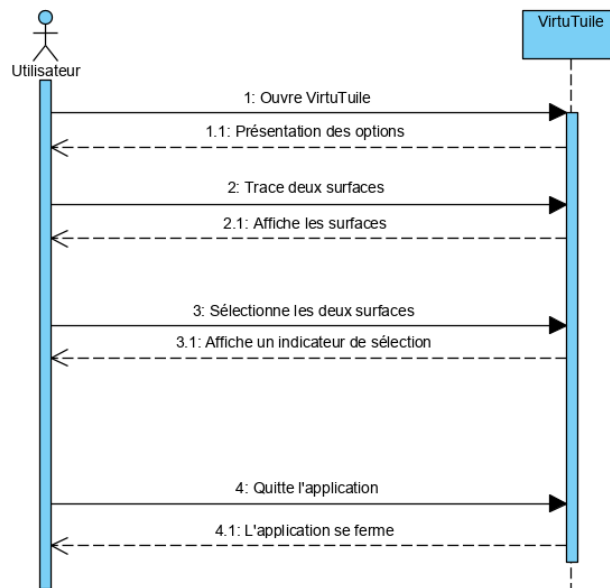 VirtuTuile
Utilisateur
1: Ouvre VirtuTuile
1.1: Présentation des options
2: Trace deux surfaces
2.1: Affiche les surfaces
3: Sélectionne les deux surfaces
3.1: Affiche un indicateur de sélection
4: Quitte l'application
4.1: L'application se ferme